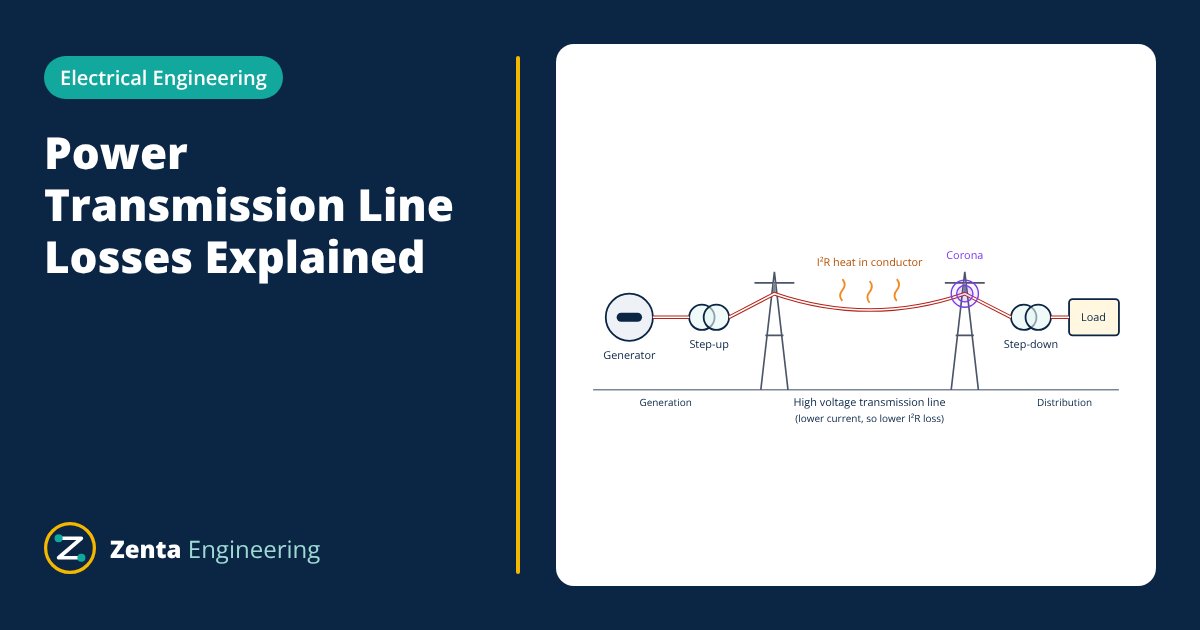 Electrical Engineering
Power
Transmission Line
Losses Explained
Zenta Engineering
I²R heat in conductor
Corona
Generator
Step-up
Step-down
Load
Generation
High voltage transmission line
(lower current, so lower I²R loss)
Distribution